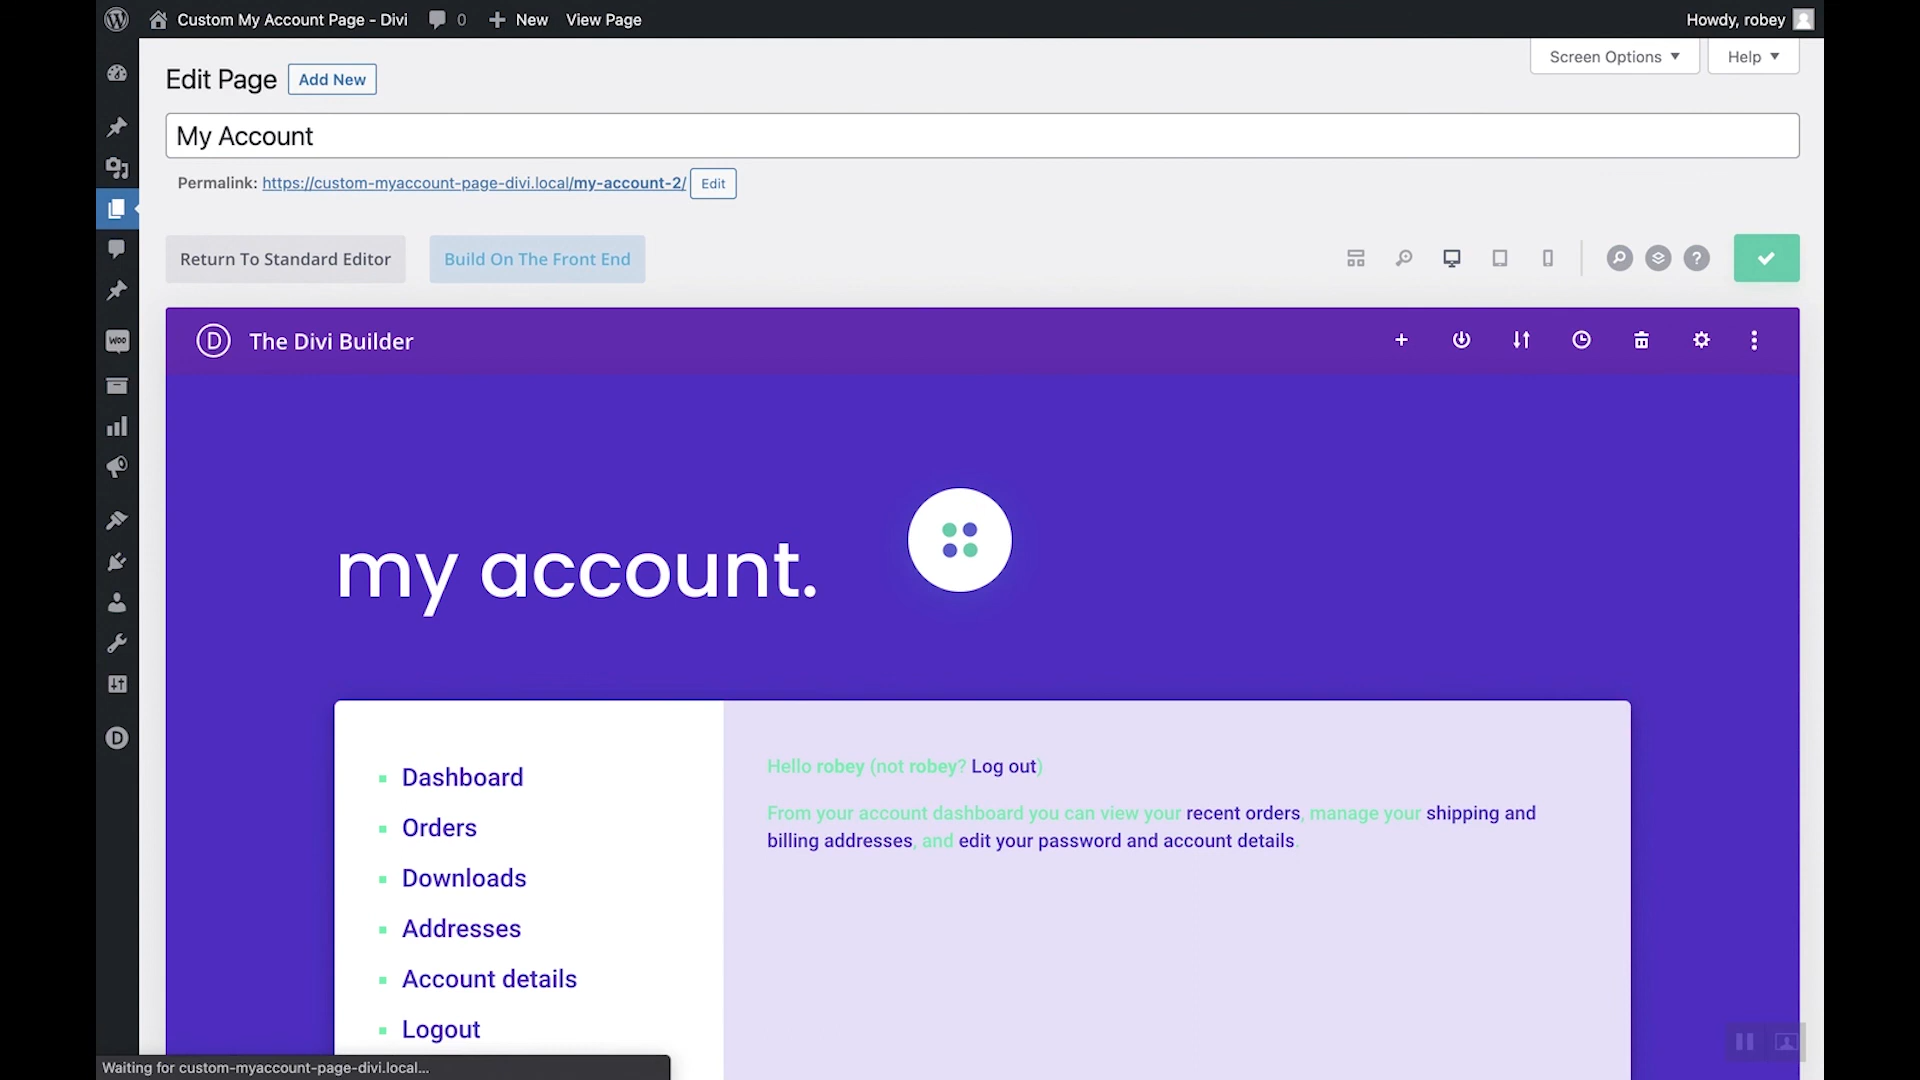 Custom My Account Page - Divi 0 New View Page Howdy, robey
Screen Options Help
Edit Page Add New
My Account
Permalink: https://custom-myaccount-page-divi.local/my-account-2/ Edit
Return To Standard Editor Build On The Front End
D The Divi Builder
my account.
Dashboard
Orders
Downloads
Addresses
Account details
Logout
Hello robey (not robey? Log out)
From your account dashboard you can view your recent orders, manage your shipping and
billing addresses, and edit your password and account details.
WOO
D
Waiting for custom-myaccount-page-divi.local...